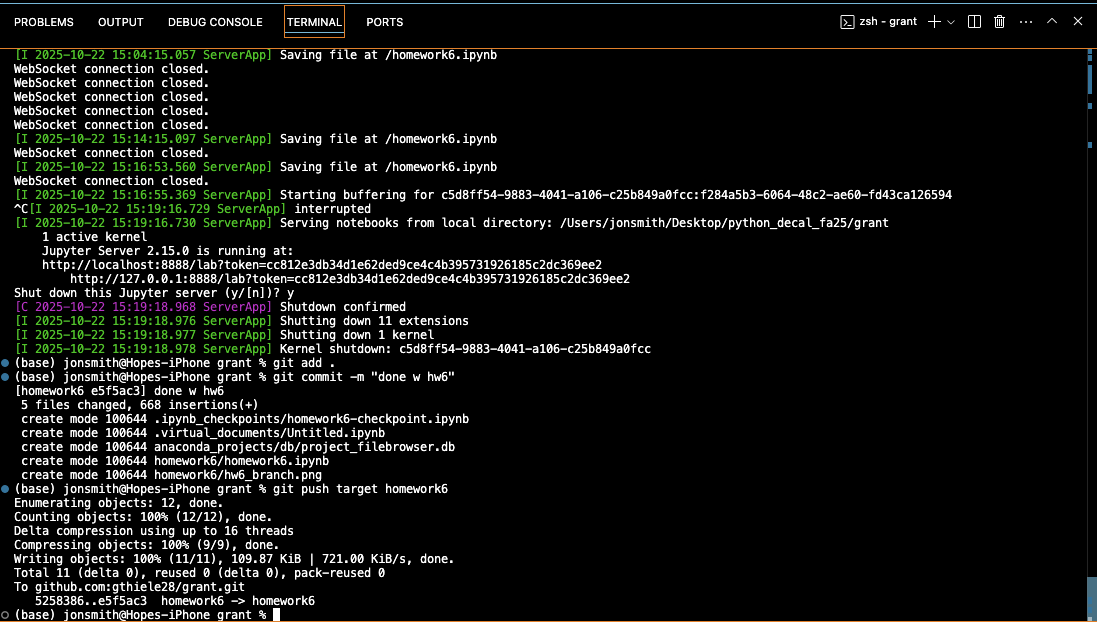 PROBLEMS OUTPUT DEBUG CONSOLE TERMINAL PORTS zsh - grant
[I 2025-10-22 15:04:15.057 ServerApp] Saving file at /homework6.ipynb
WebSocket connection closed.
WebSocket connection closed.
WebSocket connection closed.
WebSocket connection closed.
WebSocket connection closed.
[I 2025-10-22 15:14:15.097 ServerApp] Saving file at /homework6.ipynb
WebSocket connection closed.
[I 2025-10-22 15:16:53.560 ServerApp] Saving file at /homework6.ipynb
WebSocket connection closed.
[I 2025-10-22 15:16:55.369 ServerApp] Starting buffering for c5d8ff54-9883-4041-a106-c25b849a0fcc:f284a5b3-6064-48c2-ae60-fd43ca126594
^C[I 2025-10-22 15:19:16.729 ServerApp] interrupted
[I 2025-10-22 15:19:16.730 ServerApp] Serving notebooks from local directory: /Users/jonsmith/Desktop/python_decal_fa25/grant
1 active kernel
Jupyter Server 2.15.0 is running at:
http://localhost:8888/lab?token=cc812e3db34d1e62ded9ce4c4b395731926185c2dc369ee2
http://127.0.0.1:8888/lab?token=cc812e3db34d1e62ded9ce4c4b395731926185c2dc369ee2
Shut down this Jupyter server (y/[n])? y
[C 2025-10-22 15:19:18.968 ServerApp] Shutdown confirmed
[I 2025-10-22 15:19:18.976 ServerApp] Shutting down 11 extensions
[I 2025-10-22 15:19:18.977 ServerApp] Shutting down 1 kernel
[I 2025-10-22 15:19:18.978 ServerApp] Kernel shutdown: c5d8ff54-9883-4041-a106-c25b849a0fcc
(base) jonsmith@Hopes-iPhone grant % git add .
(base) jonsmith@Hopes-iPhone grant % git commit -m "done w hw6"
[homework6 e5f5ac3] done w hw6
5 files changed, 668 insertions(+)
create mode 100644 .ipynb_checkpoints/homework6-checkpoint.ipynb
create mode 100644 .virtual_documents/Untitled.ipynb
create mode 100644 anaconda_projects/db/project_filebrowser.db
create mode 100644 homework6/homework6.ipynb
create mode 100644 homework6/hw6_branch.png
(base) jonsmith@Hopes-iPhone grant % git push target homework6
Enumerating objects: 12, done.
Counting objects: 100% (12/12), done.
Delta compression using up to 16 threads
Compressing objects: 100% (9/9), done.
Writing objects: 100% (11/11), 109.87 KiB | 721.00 KiB/s, done.
Total 11 (delta 0), reused 0 (delta 0), pack-reused 0
To github.com:gthiele28/grant.git
5258386..e5f5ac3 homework6 -> homework6
(base) jonsmith@Hopes-iPhone grant %